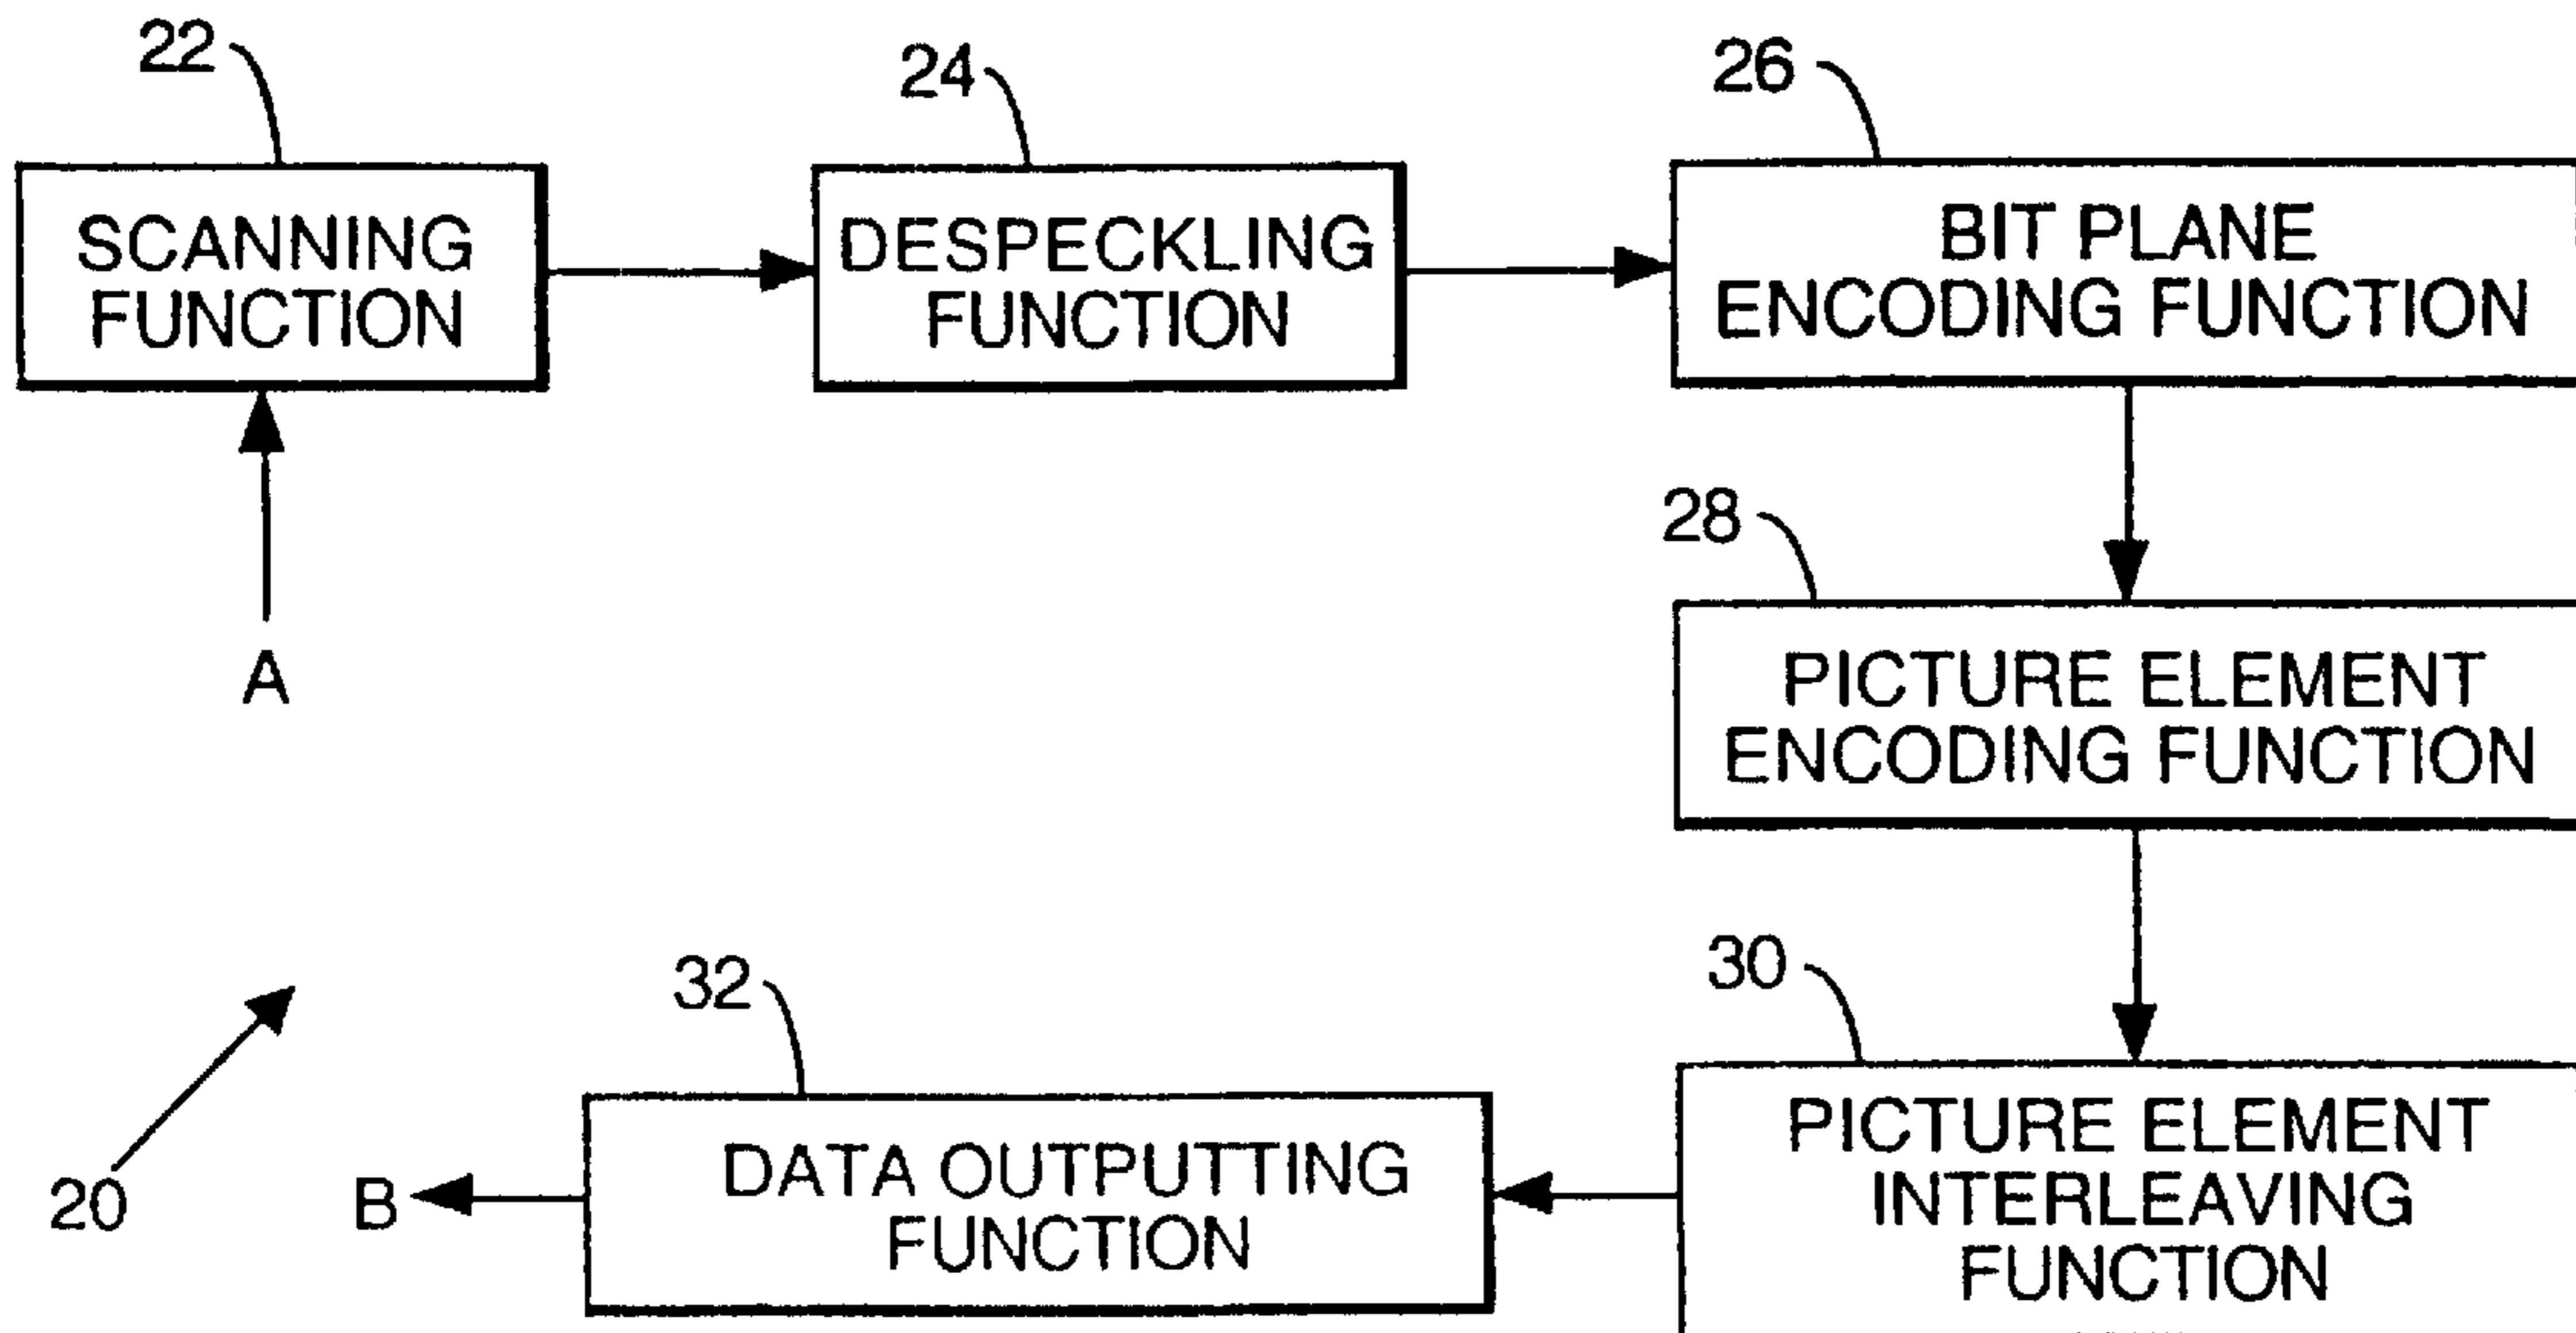 22
24
26
SCANNING
FUNCTION
DESPECKLING
FUNCTION
BIT PLANE
ENCODING FUNCTION
28
A
PICTURE ELEMENT
ENCODING FUNCTION
30
32
PICTURE ELEMENT
INTERLEAVING
FUNCTION
DATA OUTPUTTING
FUNCTION
20
B